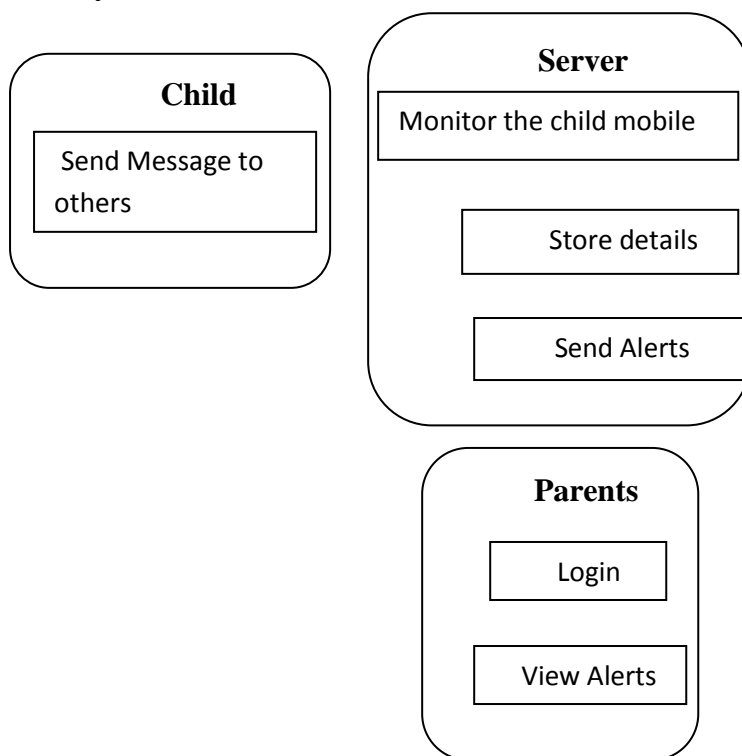 Child
Send Message to
others
Server
Monitor the child mobile
Store details
Send Alerts
Parents
Login
View Alerts